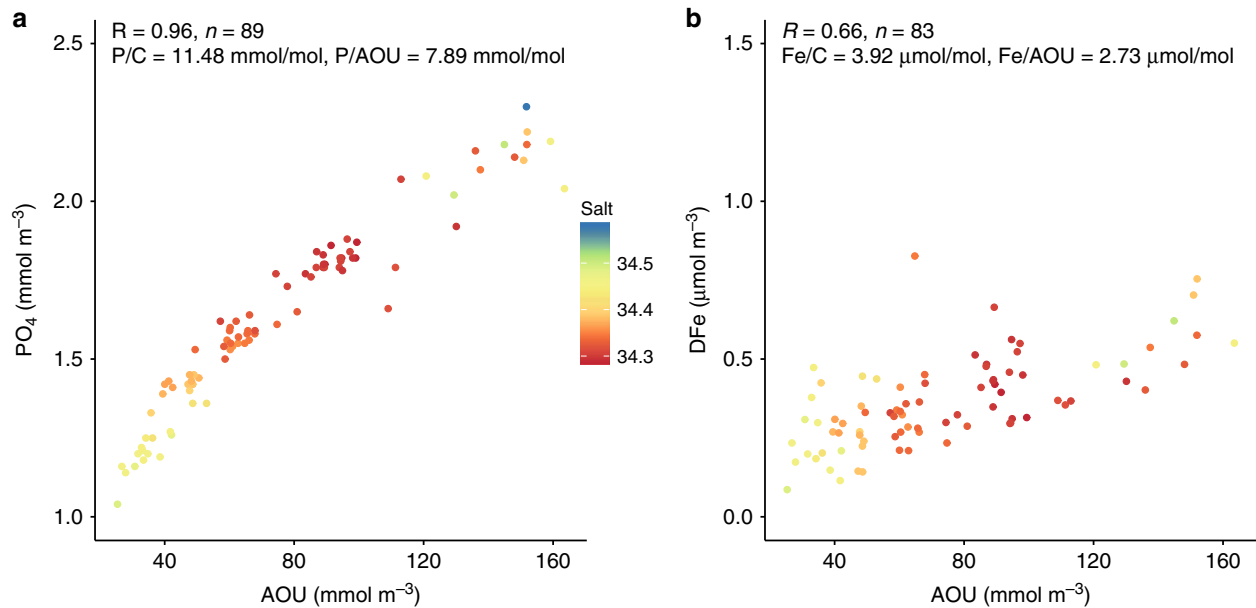 a
R = 0.96, n = 89
P/C = 11.48 mmol/mol, P/AOU = 7.89 mmol/mol
2.5
2.0
1.5
1.0
PO₄ (mmol m⁻³)
40
80
120
160
AOU (mmol m⁻³)
Salt
34.5
34.4
34.3
b
R = 0.66, n = 83
Fe/C = 3.92 μmol/mol, Fe/AOU = 2.73 μmol/mol
1.5
1.0
0.5
0.0
DFe (μmol m⁻³)
40
80
120
160
AOU (mmol m⁻³)